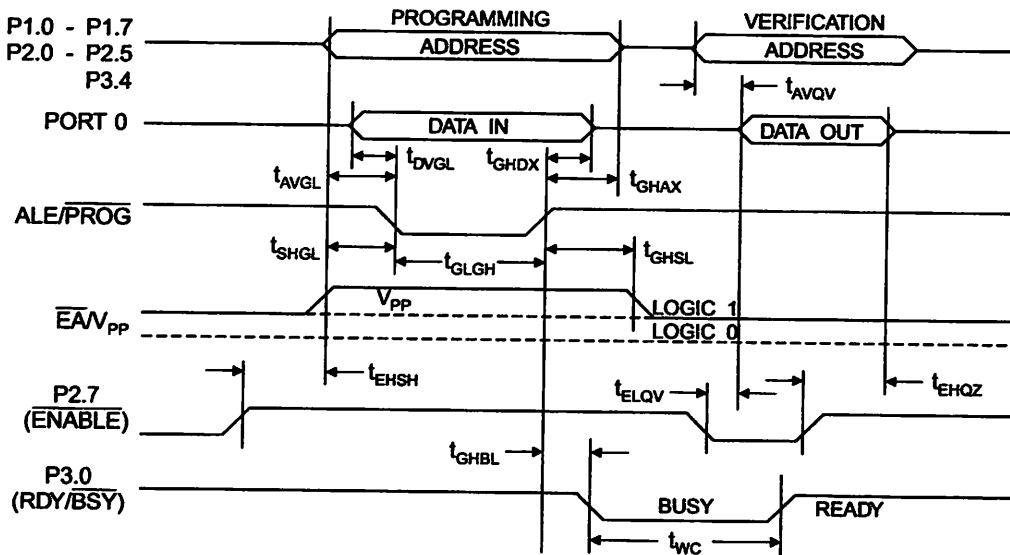 PROGRAMMING
VERIFICATION
P1.0 - P1.7
P2.0 - P2.5
P3.4
ADDRESS
ADDRESS
tAVQV
PORT 0
DATA IN
DATA OUT
tDVGL
tGHDX
tAVGL
tGHAX
ALE/PROG
tSHGL
tGLGH
tGHSL
VPP
LOGIC 1
EA/VPP
LOGIC 0
tEHSH
tELQV
tEHQZ
P2.7
(ENABLE)
tGHBL
P3.0
(RDY/BSY)
BUSY
READY
tWC